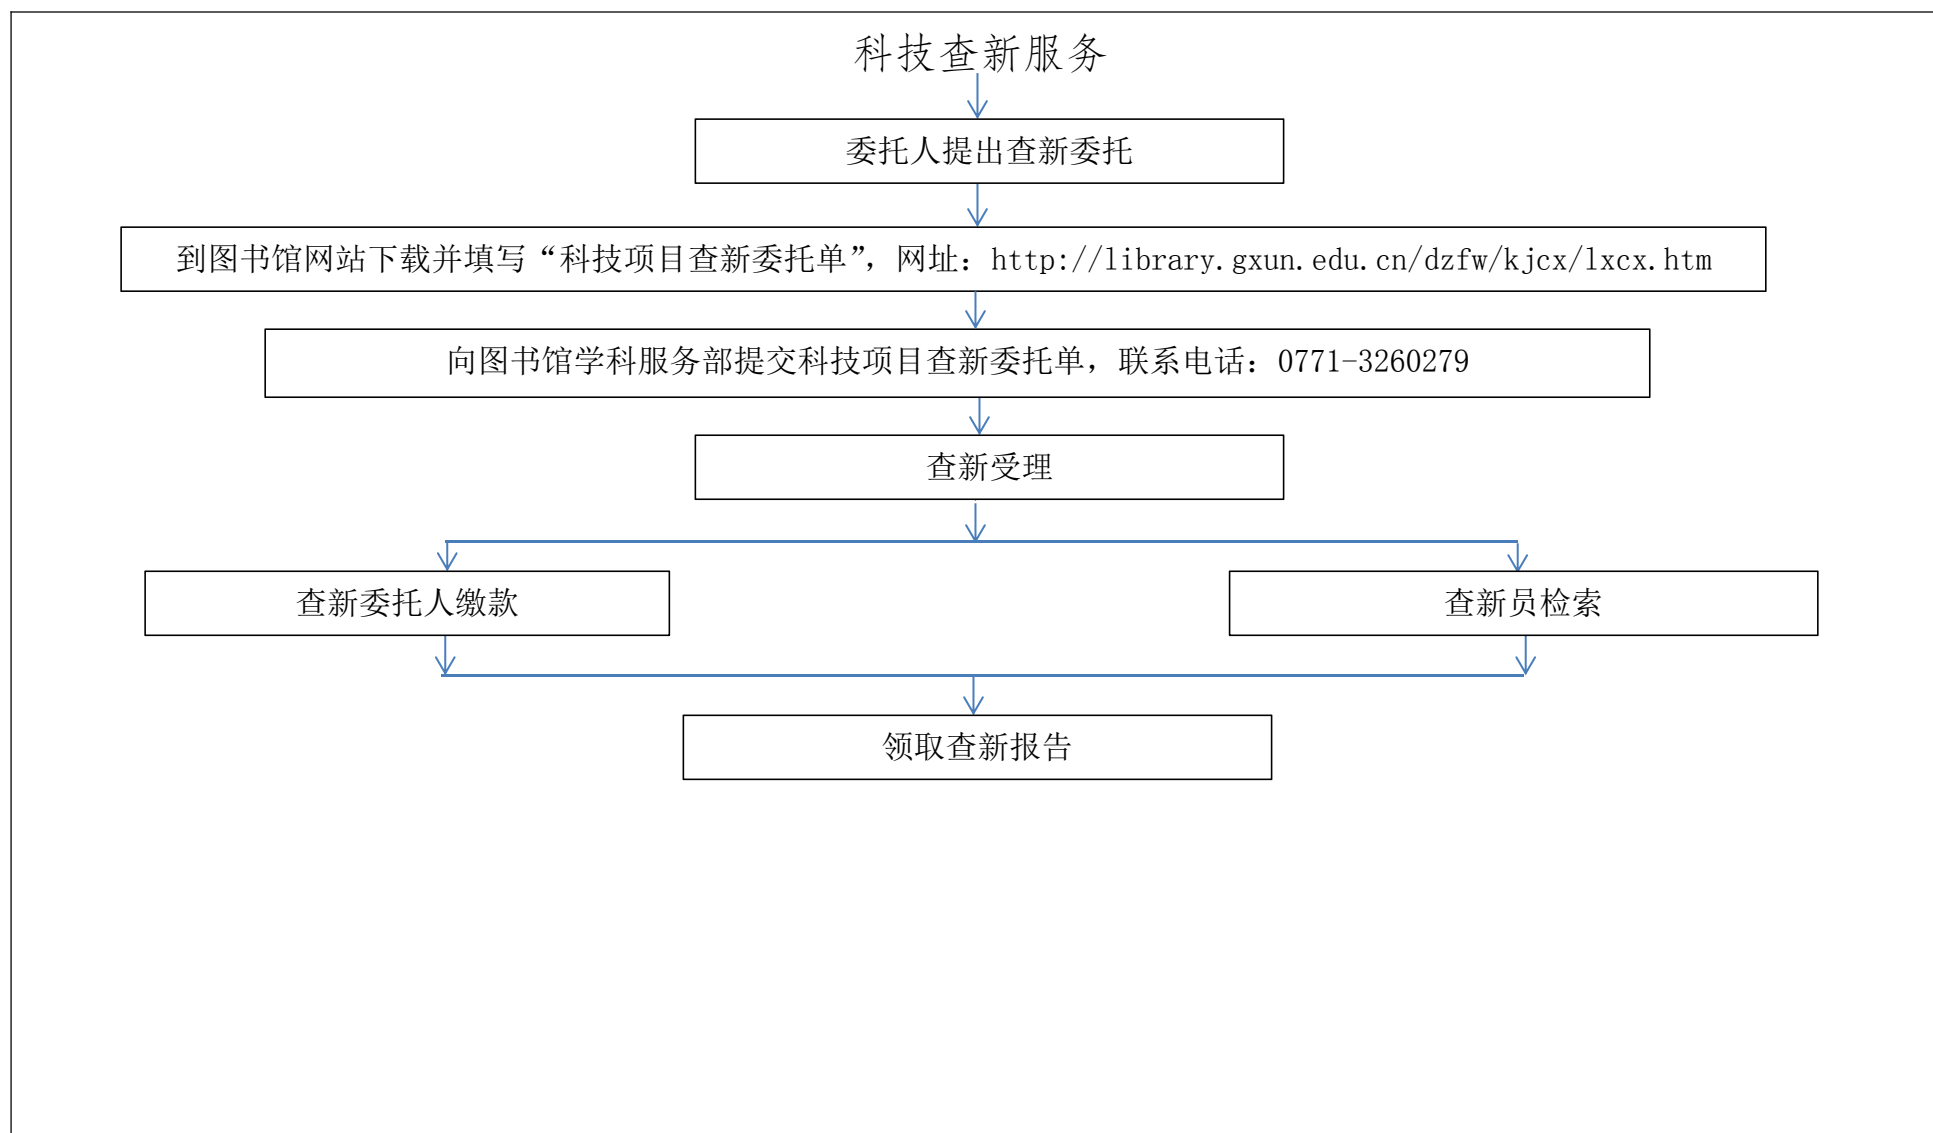 科技查新服务
委托人提出查新委托
到图书馆网站下载并填写“科技项目查新委托单”，网址：http://library.gxun.edu.cn/dzfw/kjcx/lxcx.htm
向图书馆学科服务部提交科技项目查新委托单，联系电话：0771-3260279
查新受理
查新委托人缴款
查新员检索
领取查新报告